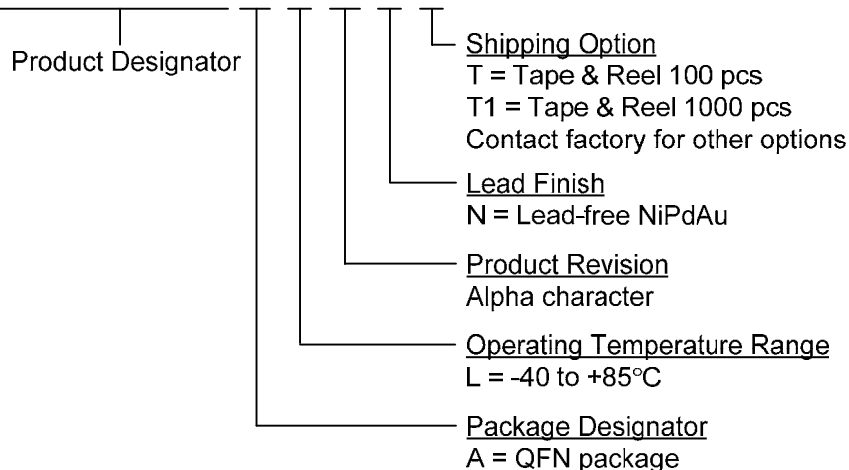 Product Designator
Shipping Option
T = Tape & Reel 100 pcs
T1 = Tape & Reel 1000 pcs
Contact factory for other options
Lead Finish
N = Lead-free NiPdAu
Product Revision
Alpha character
Operating Temperature Range
L = -40 to +85°C
Package Designator
A = QFN package